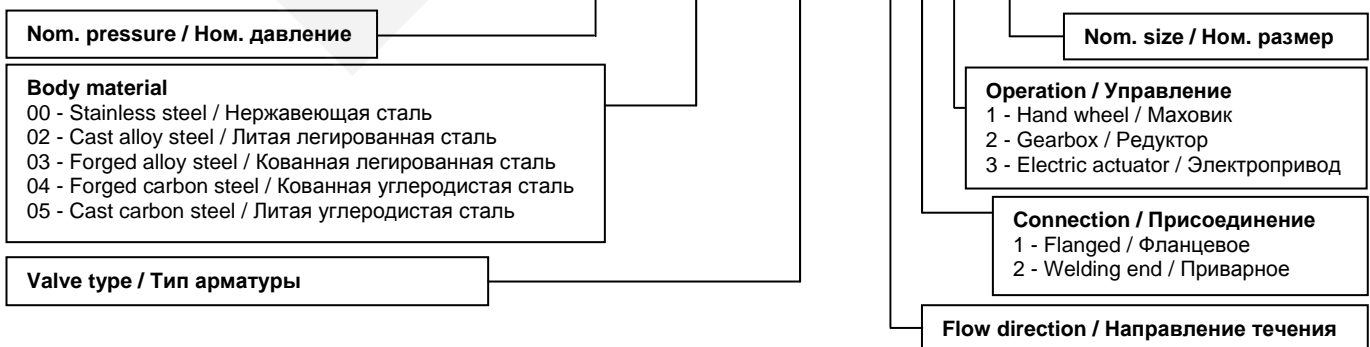 Nom. pressure / Ном. давление
Body material
00 - Stainless steel / Нержавеющая сталь
02 - Cast alloy steel / Литая легированная сталь
03 - Forged alloy steel / Кованная легированная сталь
04 - Forged carbon steel / Кованная углеродистая сталь
05 - Cast carbon steel / Литая углеродистая сталь
Valve type / Тип арматуры
Nom. size / Ном. размер
Operation / Управление
1 - Hand wheel / Маховик
2 - Gearbox / Редуктор
3 - Electric actuator / Электропривод
Connection / Присоединение
1 - Flanged / Фланцевое
2 - Welding end / Приварное
Flow direction / Направление течения